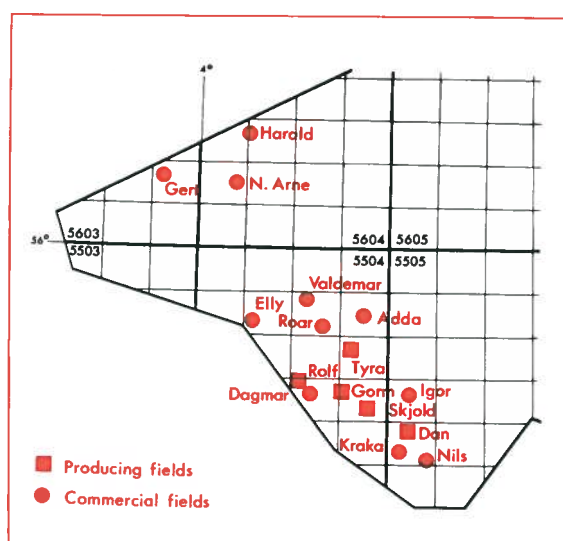 4°
Harald
Gert
N. Arne
56°
5603
5604
5605
5503
5504
5505
Valdemar
Elly
Roar
Adda
Tyra
Rolf
Dagmar
Gorm
Igor
Skjold
Dan
Kraka
Nils
Producing fields
Commercial fields